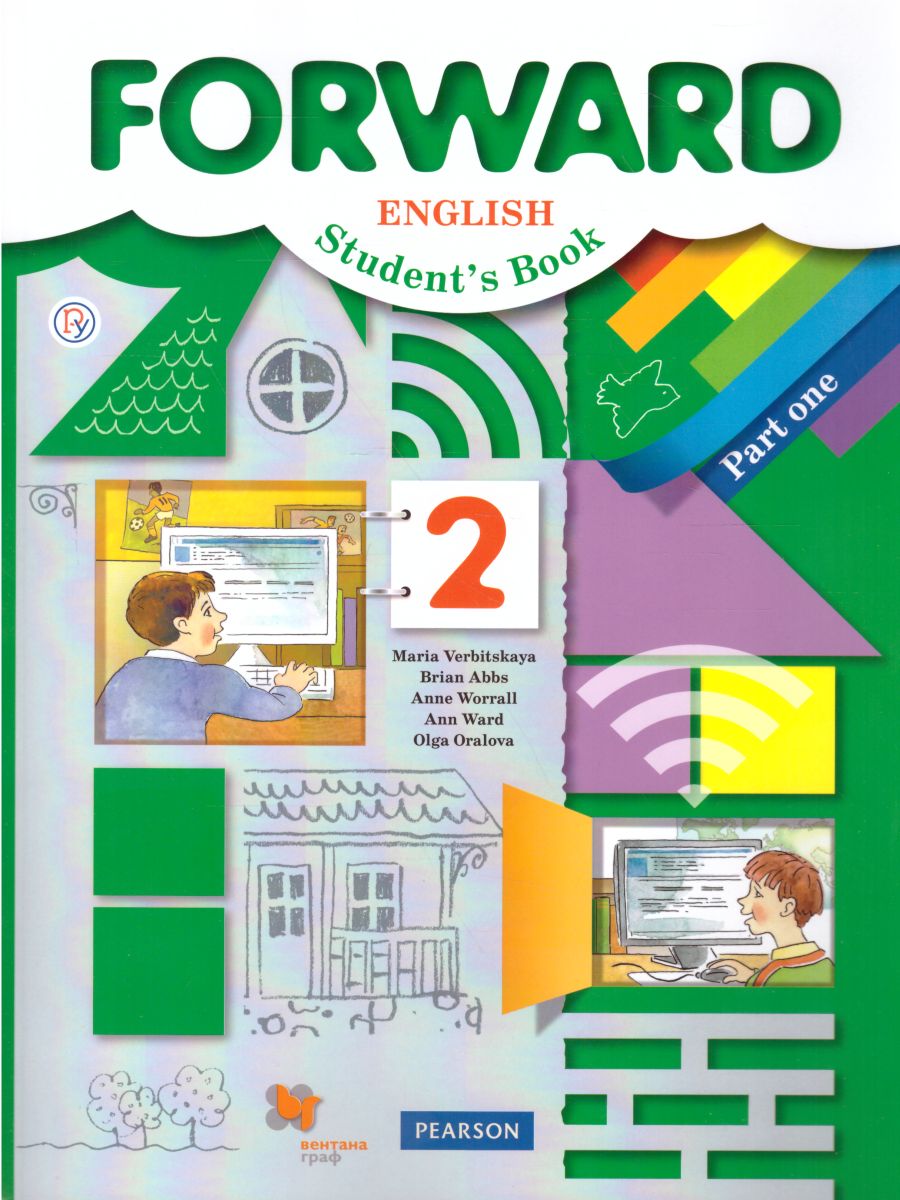 FORWARD
ENGLISH
Student's Book
Р-У
Part one
2
Maria Verbitskaya
Brian Abbs
Anne Worrall
Ann Ward
Olga Oralova
вг
вентана
граф
PEARSON